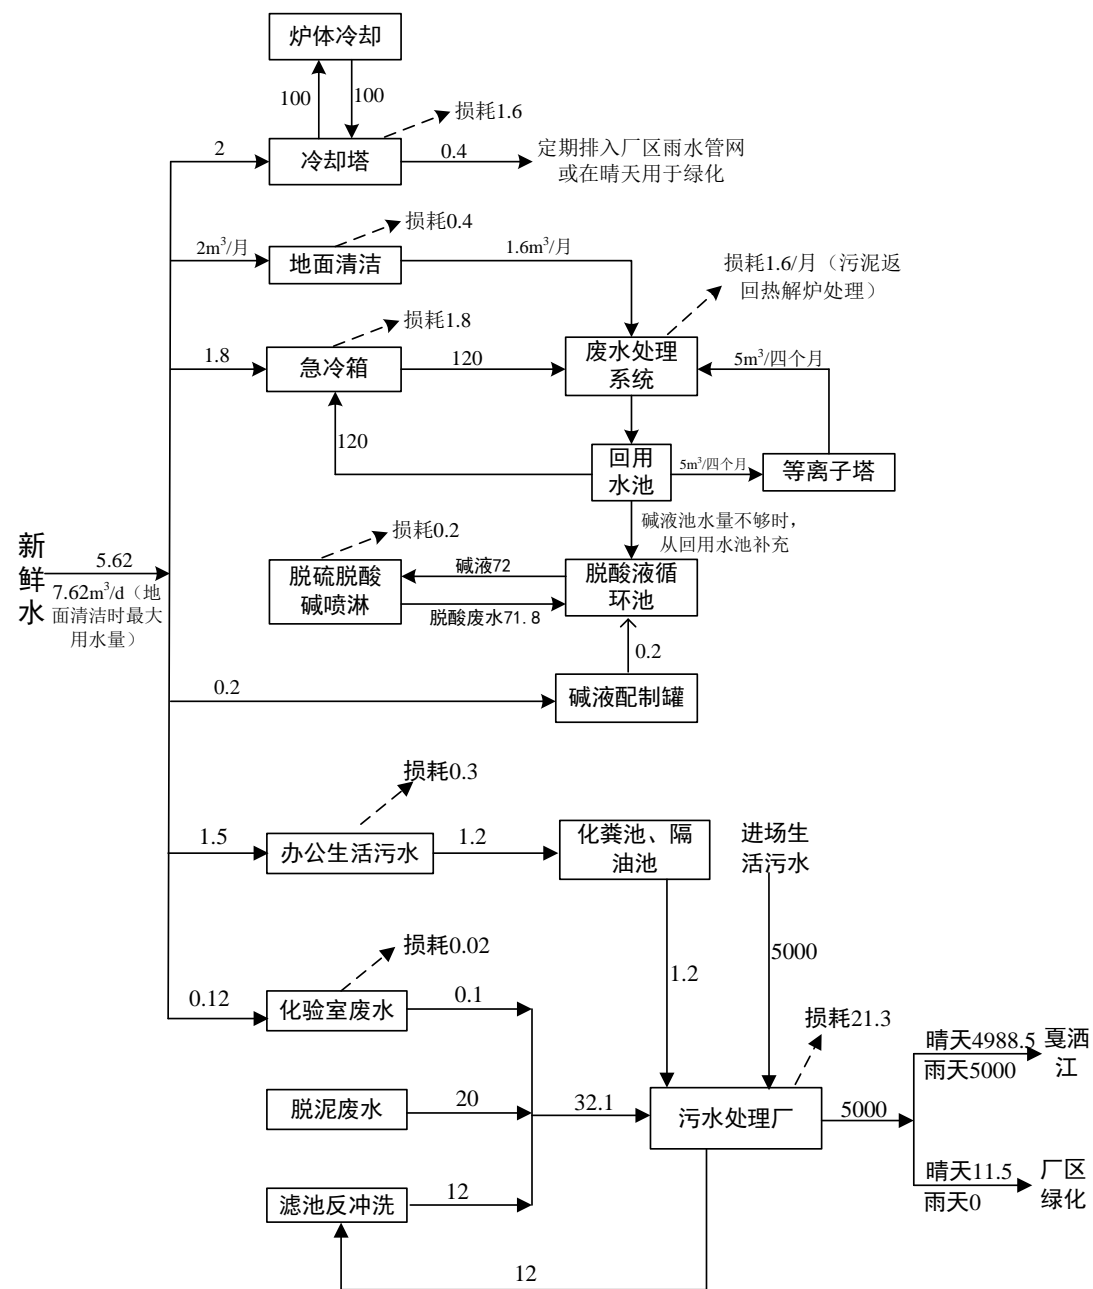 炉体冷却
100
100
损耗1.6
2
冷却塔
0.4
定期排入厂区雨水管网
或在晴天用于绿化
损耗0.4
2m³/月
地面清洁
1.6m³/月
损耗1.6/月（污泥返
回热解炉处理）
损耗1.8
1.8
急冷箱
120
废水处理
系统
5m³/四个月
120
回用
水池
5m³/四个月
等离子塔
碱液池水量不够时，
从回用水池补充
损耗0.2
新
鲜
水
5.62
7.62m³/d（地
面清洁时最大
用水量）
脱硫脱酸
碱喷淋
碱液72
脱酸废水71.8
脱酸液循
环池
0.2
0.2
碱液配制罐
损耗0.3
1.5
办公生活污水
1.2
化粪池、隔
油池
进场生
活污水
5000
1.2
损耗0.02
0.12
化验室废水
0.1
损耗21.3
脱泥废水
20
32.1
污水处理厂
5000
晴天4988.5
雨天5000
戛洒
江
晴天11.5
雨天0
厂区
绿化
滤池反冲洗
12
12